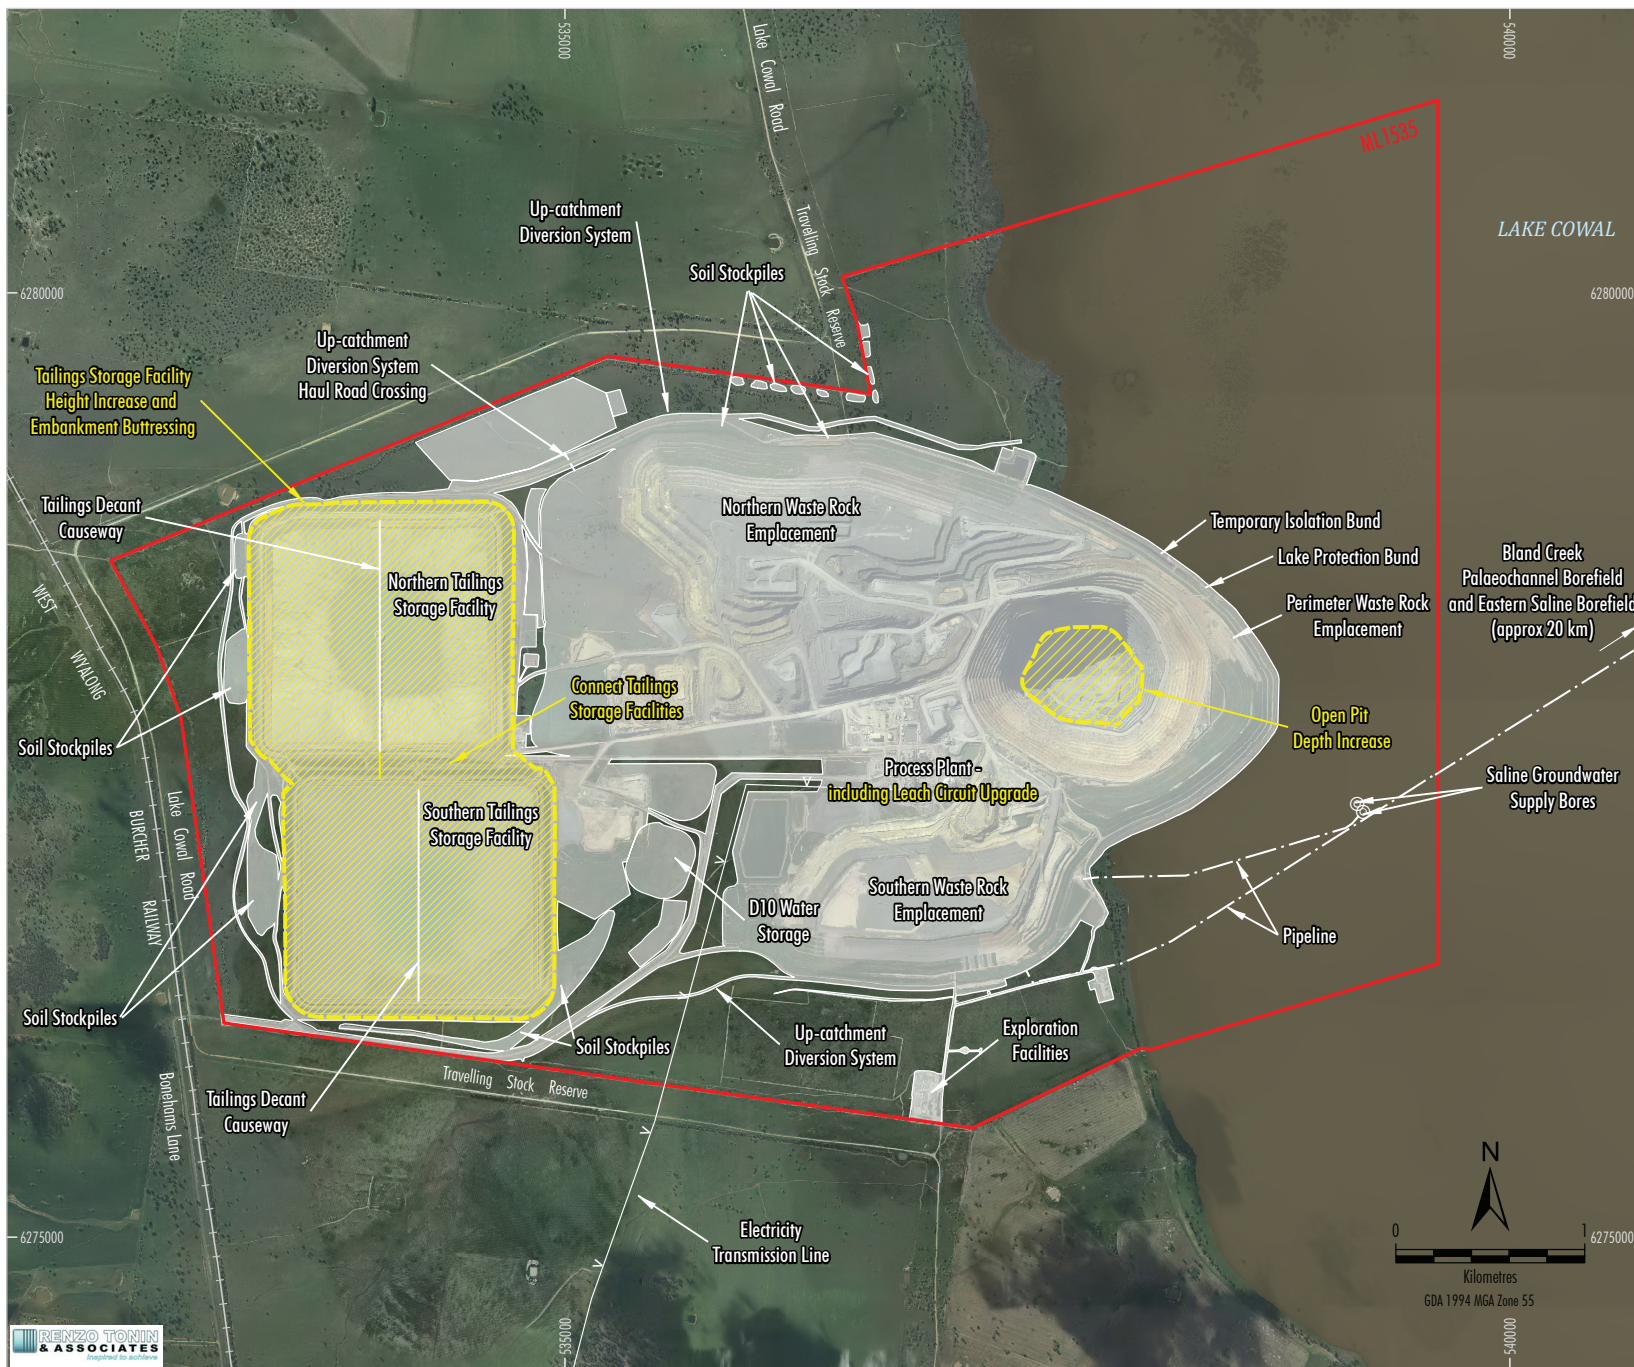 535000
540000
Lake Cowal Road
ML1535
LAKE COWAL
Up-catchment
Diversion System
Travelling Stock Reserve
Soil Stockpiles
6280000
6280000
Up-catchment
Diversion System
Haul Road Crossing
Tailings Storage Facility
Height Increase and
Embankment Buttressing
Tailings Decant
Causeway
Northern Waste Rock
Emplacement
Temporary Isolation Bund
Lake Protection Bund
Bland Creek
Palaeochannel Borefield
and Eastern Saline Borefield
(approx 20 km)
Perimeter Waste Rock
Emplacement
Northern Tailings
Storage Facility
WEST WYALONG
Connect Tailings
Storage Facilities
Open Pit
Depth Increase
Soil Stockpiles
Process Plant -
including Leach Circuit Upgrade
Saline Groundwater
Supply Bores
Southern Tailings
Storage Facility
Lake Cowal Road
BURCHER RAILWAY
Southern Waste Rock
Emplacement
D10 Water
Storage
Pipeline
Soil Stockpiles
Soil Stockpiles
Up-catchment
Diversion System
Exploration
Facilities
Travelling Stock Reserve
Tailings Decant
Causeway
Bonehams Lane
N
Electricity
Transmission Line
0 1
6275000
6275000
Kilometres
GDA 1994 MGA Zone 55
535000
540000
RENZO TONIN
& ASSOCIATES
inspired to achieve